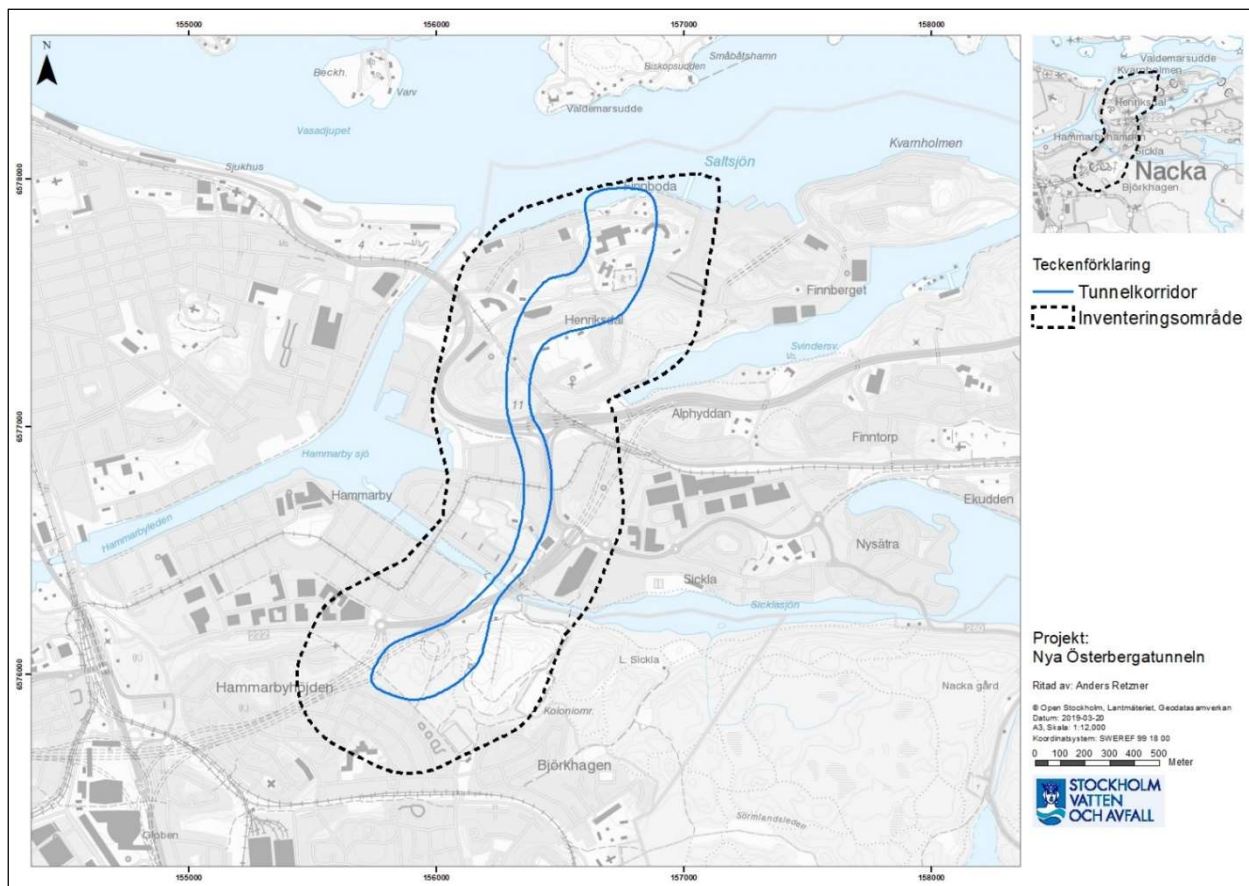 155000
156000
157000
158000
N
Beckh.
Varv
Biskopsudden
Småbåtshamn
Valdemarsudde
Vasadjupet
Sjukhus
Saltsjön
Kvarnholmen
Finnboda
6578000
4
Finnberget
Henriksdal
Svindersv.
11
Alphyddan
6577000
Finntorp
Hammarby sjö
Hammarby
Ekudden
Hammarbyleden
Nysätra
Sickla
Sicklasjön
222
260
L. Sickla
6576000
Hammarbyhöjden
Nacka gård
Koloniomr.
Björkhagen
Sörmlandsleden
Globen
155000
156000
157000
158000
Valdemarsudde
Kvarnholmen
Henriksdal
Hammarbyhamnen
Sickla
Nacka
Björkhagen
Teckenförklaring
Tunnelkorridor
Inventeringsområde
Projekt:
Nya Österbergatunneln
Ritad av: Anders Retzner
© Open Stockholm, Lantmäteriet, Geodatasamverkan
Datum: 2019-03-20
A3, Skala: 1:12,000
Koordinatsystem: SWEREF 99 18 00
0 100 200 300 400 500
Meter
STOCKHOLM
VATTEN
OCH AVFALL